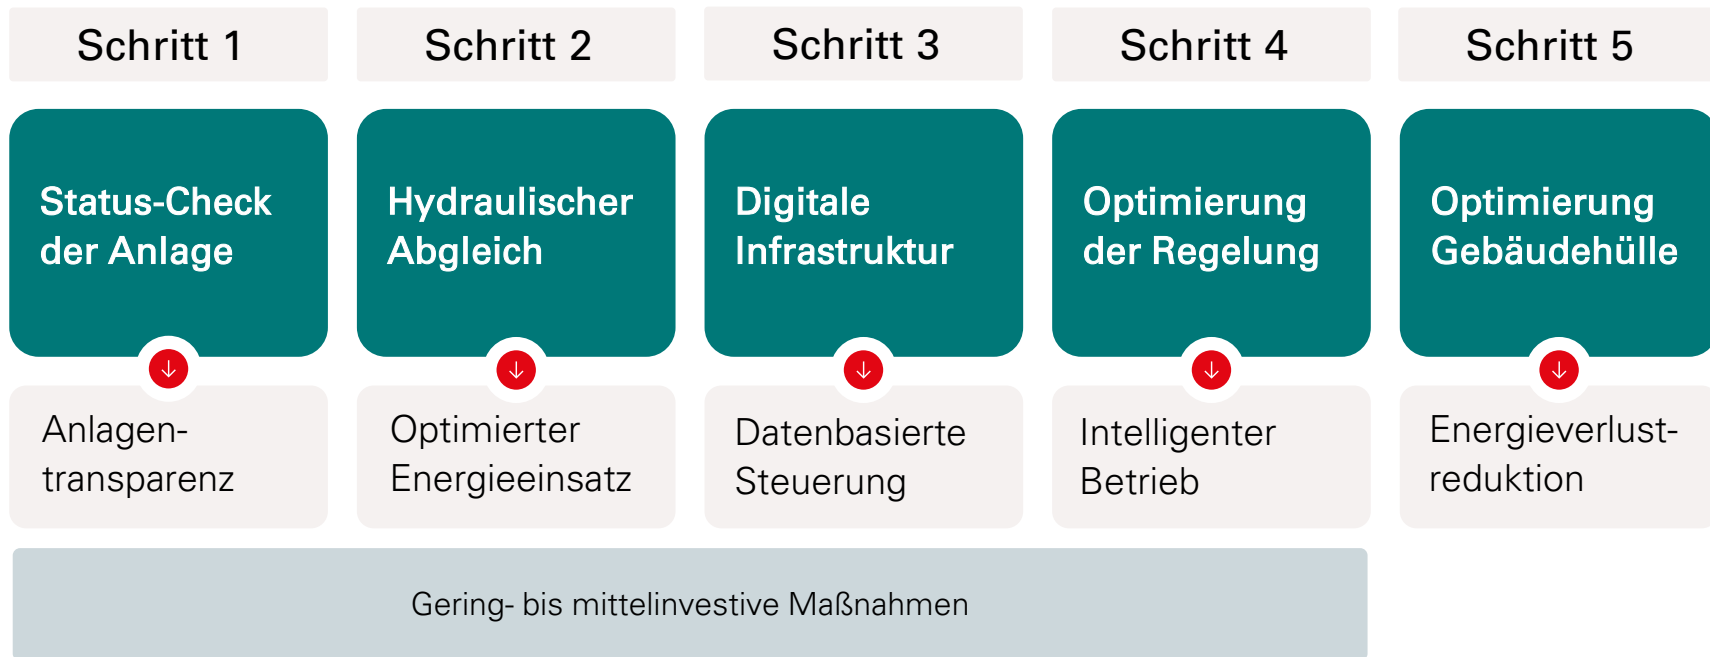 Schritt 1
Schritt 2
Schritt 3
Schritt 4
Schritt 5
Status-Check
der Anlage
Hydraulischer
Abgleich
Digitale
Infrastruktur
Optimierung
der Regelung
Optimierung
Gebäudehülle
Anlagen-
transparenz
Optimierter
Energieeinsatz
Datenbasierte
Steuerung
Intelligenter
Betrieb
Energieverlust-
reduktion
Gering- bis mittelinvestive Maßnahmen